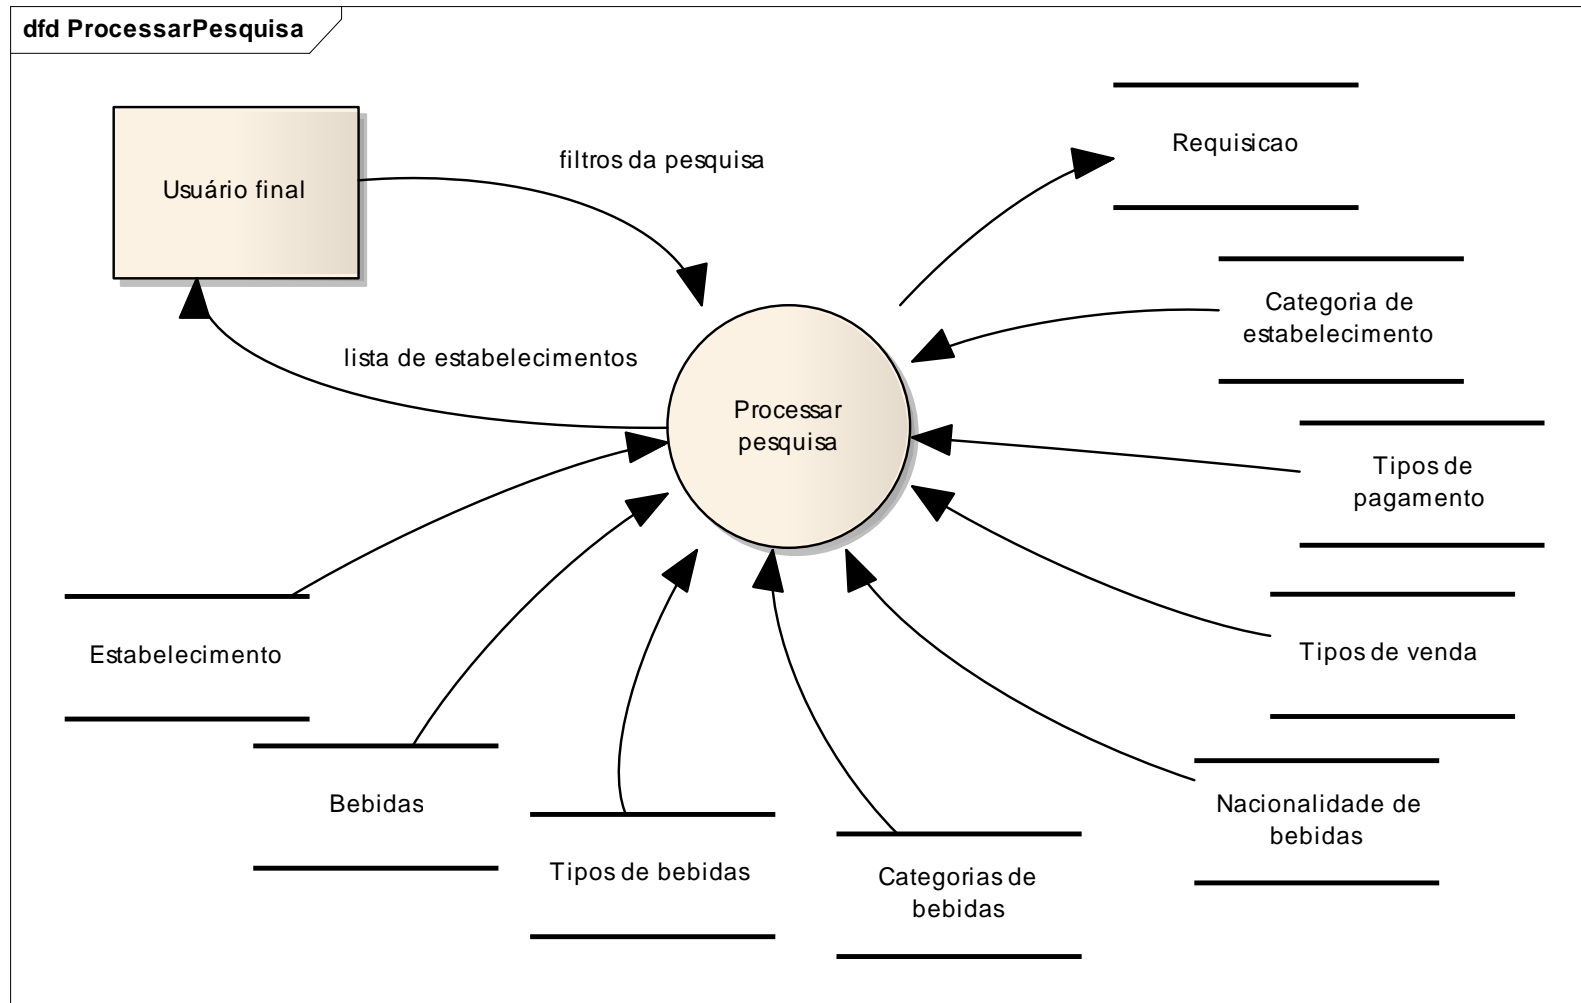 dfd ProcessarPesquisa
Requisicao
filtros da pesquisa
Usuário final
Categoria de
estabelecimento
lista de estabelecimentos
Processar
pesquisa
Tipos de
pagamento
Estabelecimento
Tipos de venda
Bebidas
Nacionalidade de
bebidas
Tipos de bebidas
Categorias de
bebidas